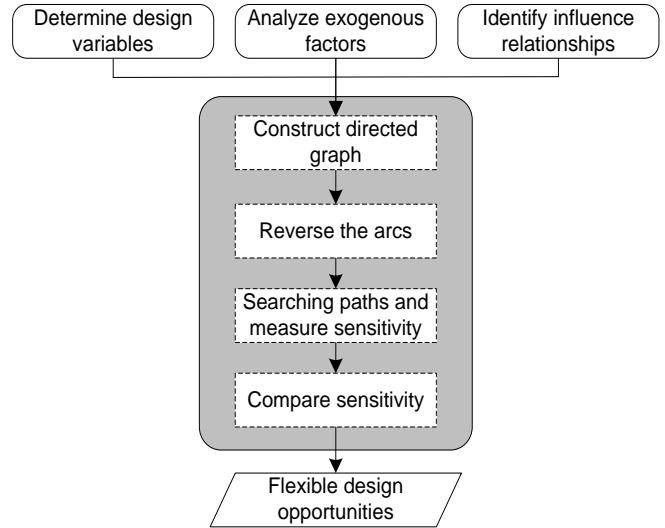 Determine design
variables
Analyze exogenous
factors
Identify influence
relationships
Construct directed
graph
Reverse the arcs
Searching paths and
measure sensitivity
Compare sensitivity
Flexible design
opportunities